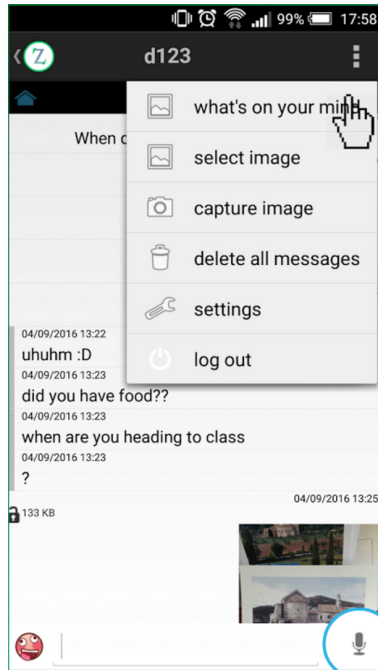 99% 17:58
Z d123
what's on your mind
When
select image
capture image
delete all messages
settings
log out
04/09/2016 13:22
uhuhm :D
04/09/2016 13:23
did you have food??
04/09/2016 13:23
when are you heading to class
04/09/2016 13:23
?
04/09/2016 13:25
133 KB